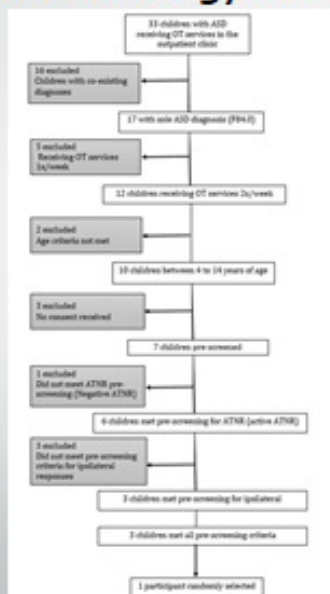 33 children with ASD
receiving OT services in the
outpatient clinic
16 excluded
Children with co-existing
diagnoses
17 with sole ASD diagnosis (F84.0)
5 excluded
Receiving OT services
1x/week
12 children receiving OT services 2x/week
2 excluded
Age criteria not met
10 children between 4 to 14 years of age
3 excluded
No consent received
7 children pre-screened
1 excluded
Did not meet ATNR pre-
screening (Negative ATNR)
6 children met pre-screening for ATNR (active ATNR)
3 excluded
Did not meet pre-screening
criteria for ipsilateral
responses
3 children met pre-screening for ipsilateral
3 children met all pre-screening criteria
1 participant randomly selected